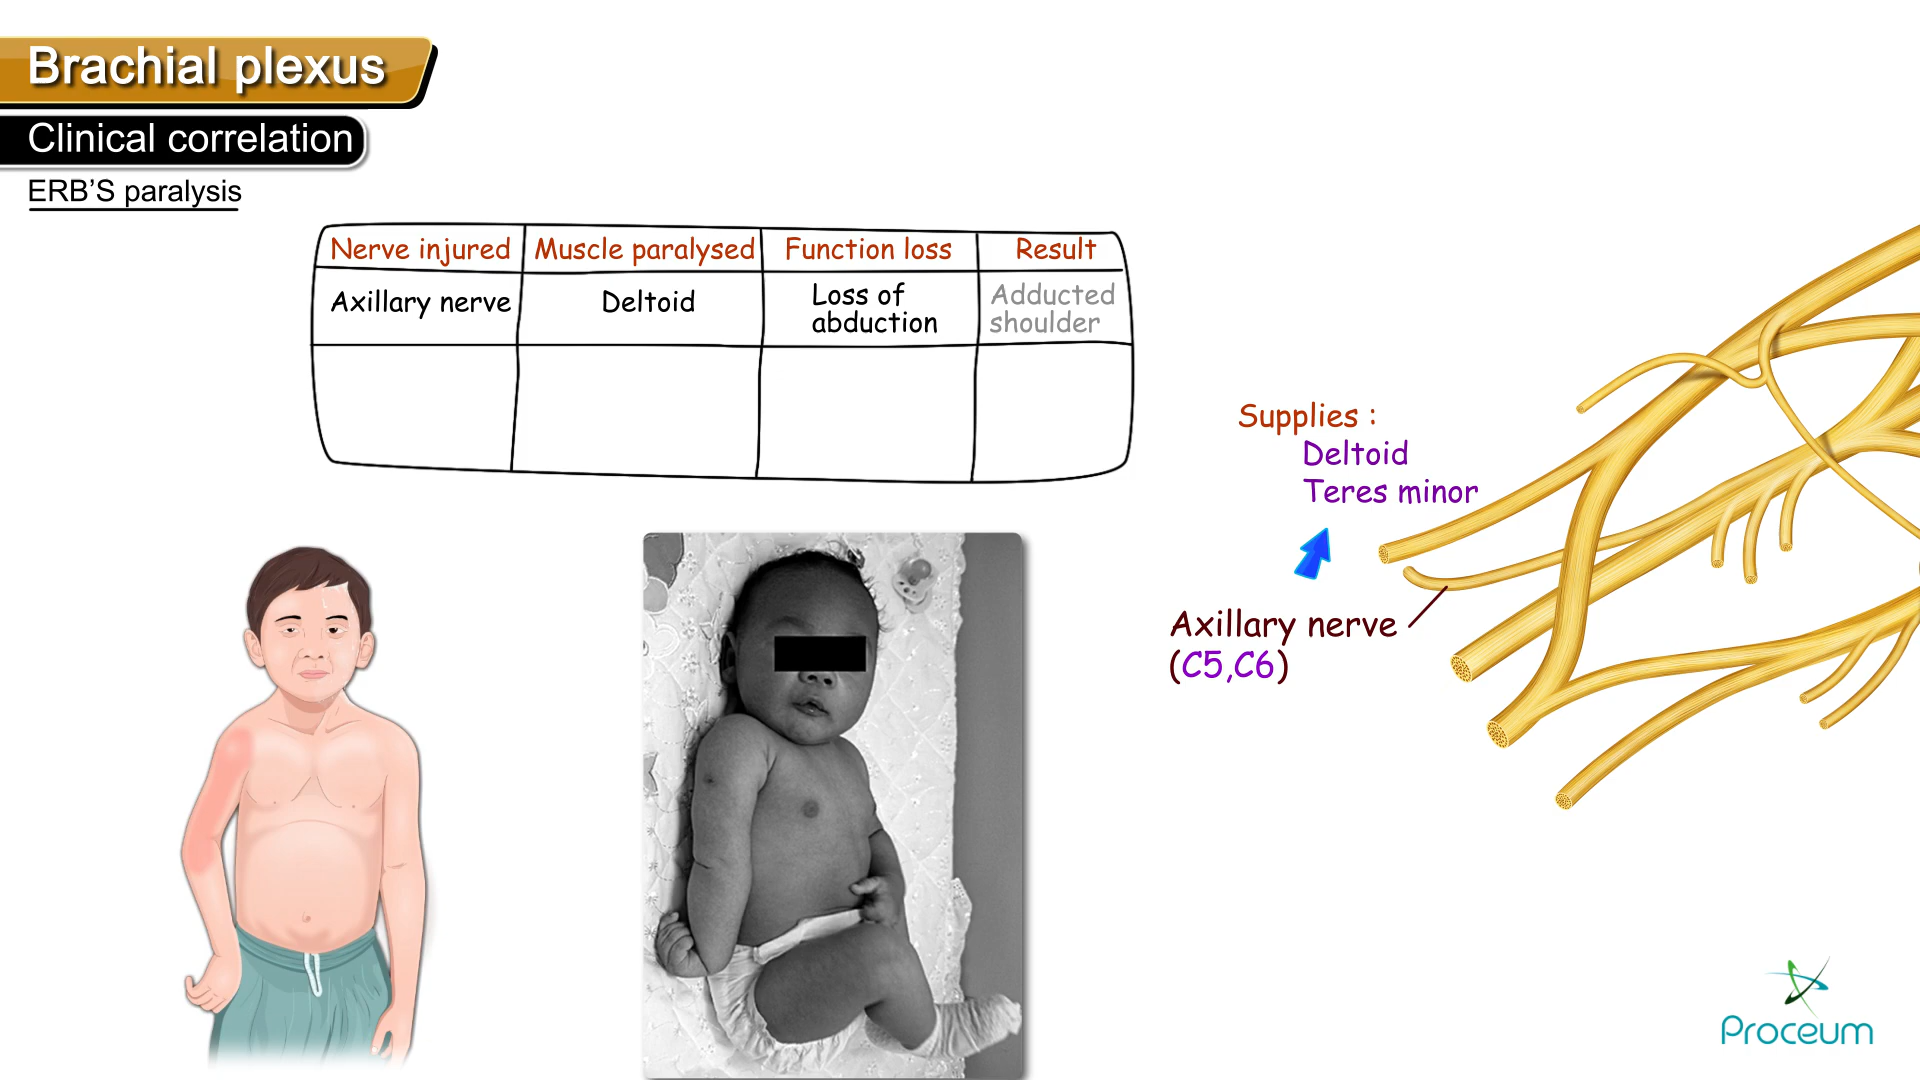 Brachial plexus
Clinical correlation
ERB'S paralysis
Nerve injured Muscle paralysed Function loss Result
Axillary nerve Deltoid Loss of abduction Adducted shoulder
Supplies :
Deltoid
Teres minor
Axillary nerve
(C5,C6)
Proceum